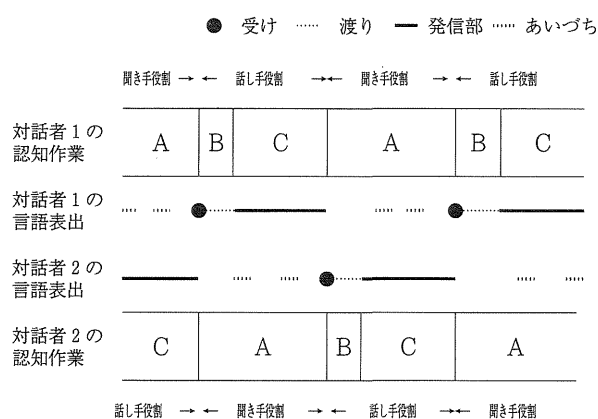 ● 受け …… 渡り ━ 発信部 ┅ あいづち
聞き手役割 → ← 話し手役割 →← 聞き手役割 → ← 話し手役割
対話者1の
認知作業
A B C A B C
対話者1の
言語表出
対話者2の
言語表出
対話者2の
認知作業
C A B C A
話し手役割 → ← 聞き手役割 → ← 話し手役割 →← 聞き手役割